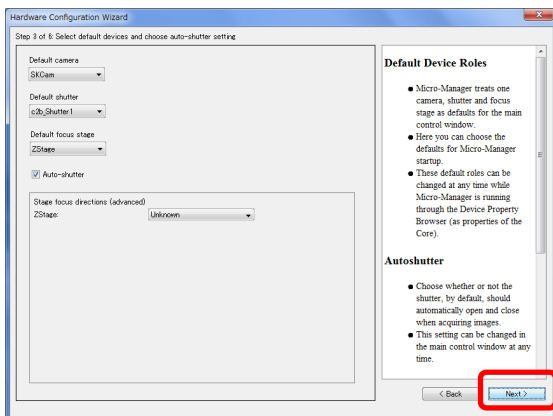 Hardware Configuration Wizard
Step 3 of 6: Select default devices and choose auto-shutter setting
Default camera
SKCam
Default shutter
c2b_Shutter1
Default focus stage
ZStage
Auto-shutter
Stage focus directions (advanced)
ZStage: Unknown
Default Device Roles
Micro-Manager treats one
camera, shutter and focus
stage as defaults for the main
control window.
Here you can choose the
defaults for Micro-Manager
startup.
These default roles can be
changed at any time while
Micro-Manager is running
through the Device Property
Browser (as properties of the
Core).
Autoshutter
Choose whether or not the
shutter, by default, should
automatically open and close
when acquiring images.
This setting can be changed in
the main control window at any
time.
< Back Next >